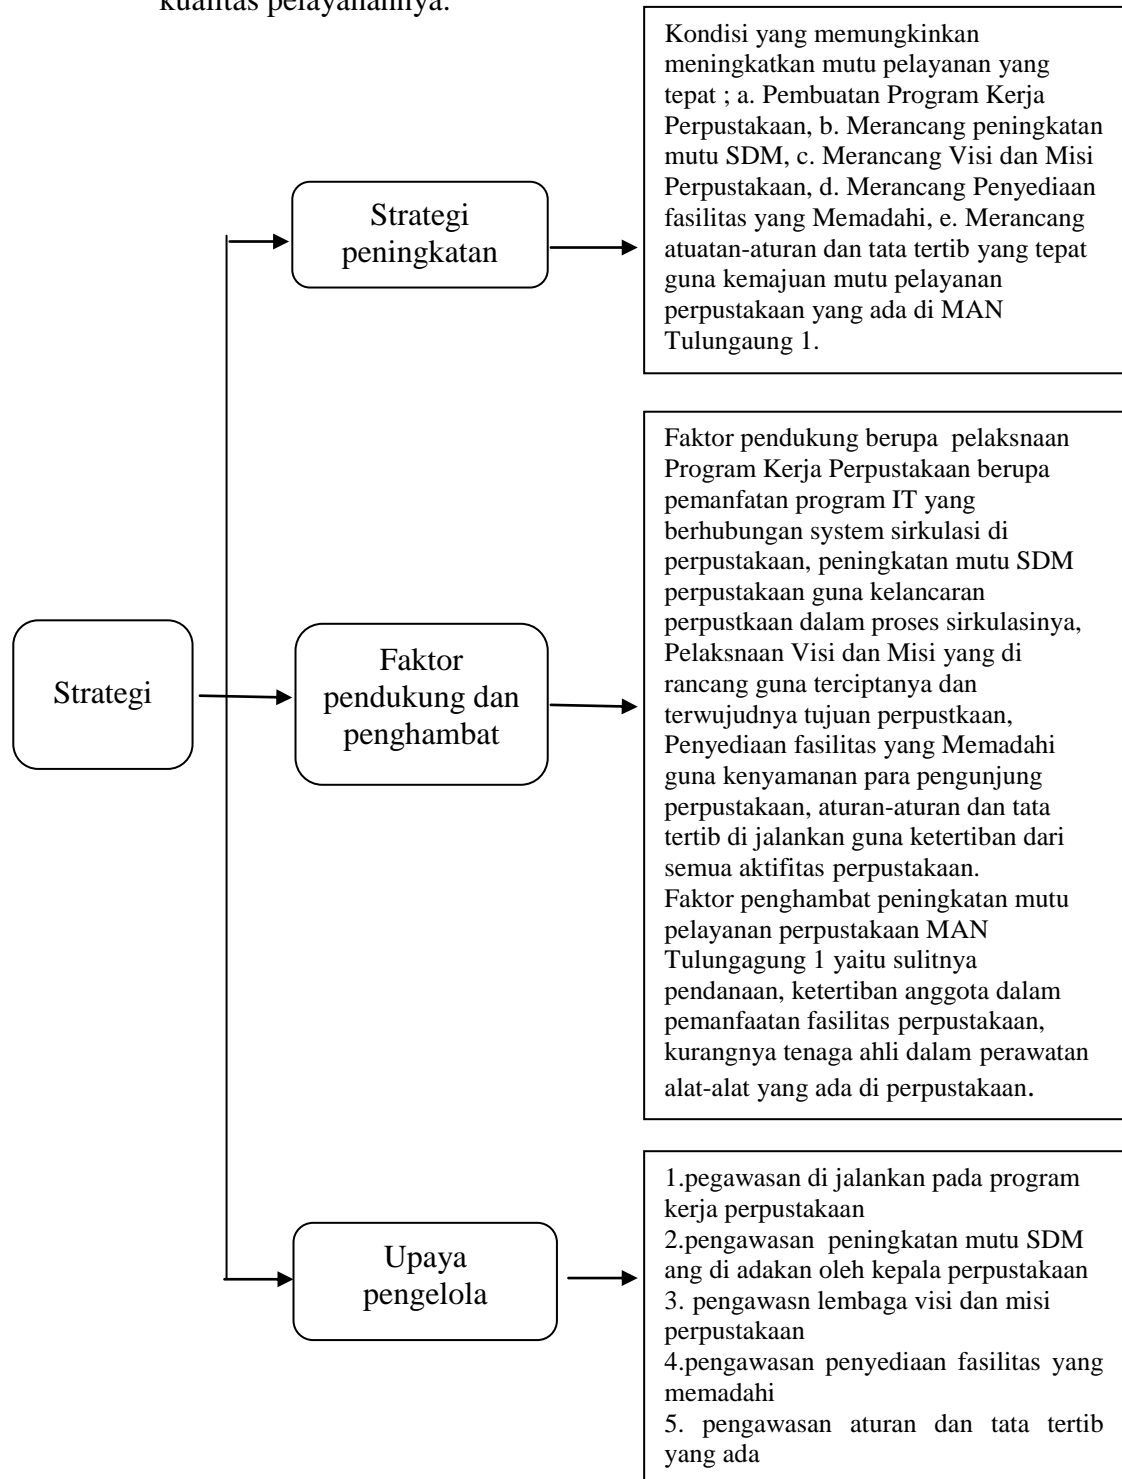 kualitas pelayanannya.
Kondisi yang memungkinkan
meningkatkan mutu pelayanan yang
tepat ; a. Pembuatan Program Kerja
Perpustakaan, b. Merancang peningkatan
mutu SDM, c. Merancang Visi dan Misi
Perpustakaan, d. Merancang Penyediaan
fasilitas yang Memadahi, e. Merancang
atuatan-aturan dan tata tertib yang tepat
guna kemajuan mutu pelayanan
perpustakaan yang ada di MAN
Tulungaung 1.
Strategi
peningkatan
Faktor pendukung berupa pelaksnaan
Program Kerja Perpustakaan berupa
pemanfatan program IT yang
berhubungan system sirkulasi di
perpustakaan, peningkatan mutu SDM
perpustakaan guna kelancaran
perpustkaan dalam proses sirkulasinya,
Pelaksnaan Visi dan Misi yang di
rancang guna terciptanya dan
terwujudnya tujuan perpustkaan,
Penyediaan fasilitas yang Memadahi
guna kenyamanan para pengunjung
perpustakaan, aturan-aturan dan tata
tertib di jalankan guna ketertiban dari
semua aktifitas perpustakaan.
Faktor penghambat peningkatan mutu
pelayanan perpustakaan MAN
Tulungagung 1 yaitu sulitnya
pendanaan, ketertiban anggota dalam
pemanfaatan fasilitas perpustakaan,
kurangnya tenaga ahli dalam perawatan
alat-alat yang ada di perpustakaan.
Strategi
Faktor
pendukung dan
penghambat
1.pegawasan di jalankan pada program
kerja perpustakaan
2.pengawasan peningkatan mutu SDM
ang di adakan oleh kepala perpustakaan
3. pengawasn lembaga visi dan misi
perpustakaan
4.pengawasan penyediaan fasilitas yang
memadahi
5. pengawasan aturan dan tata tertib
yang ada
Upaya
pengelola